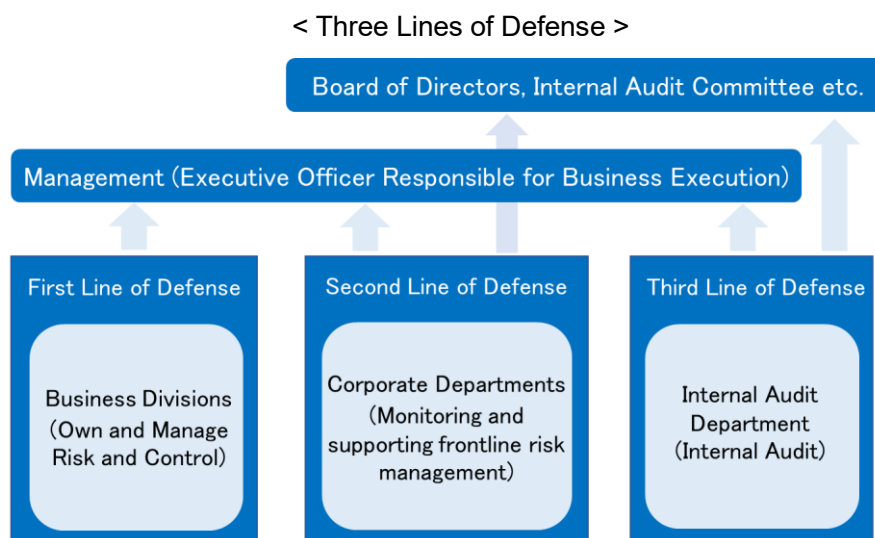 < Three Lines of Defense >
Board of Directors, Internal Audit Committee etc.
Management (Executive Officer Responsible for Business Execution)
First Line of Defense
Business Divisions
(Own and Manage
Risk and Control)
Second Line of Defense
Corporate Departments
(Monitoring and
supporting frontline risk
management)
Third Line of Defense
Internal Audit
Department
(Internal Audit)